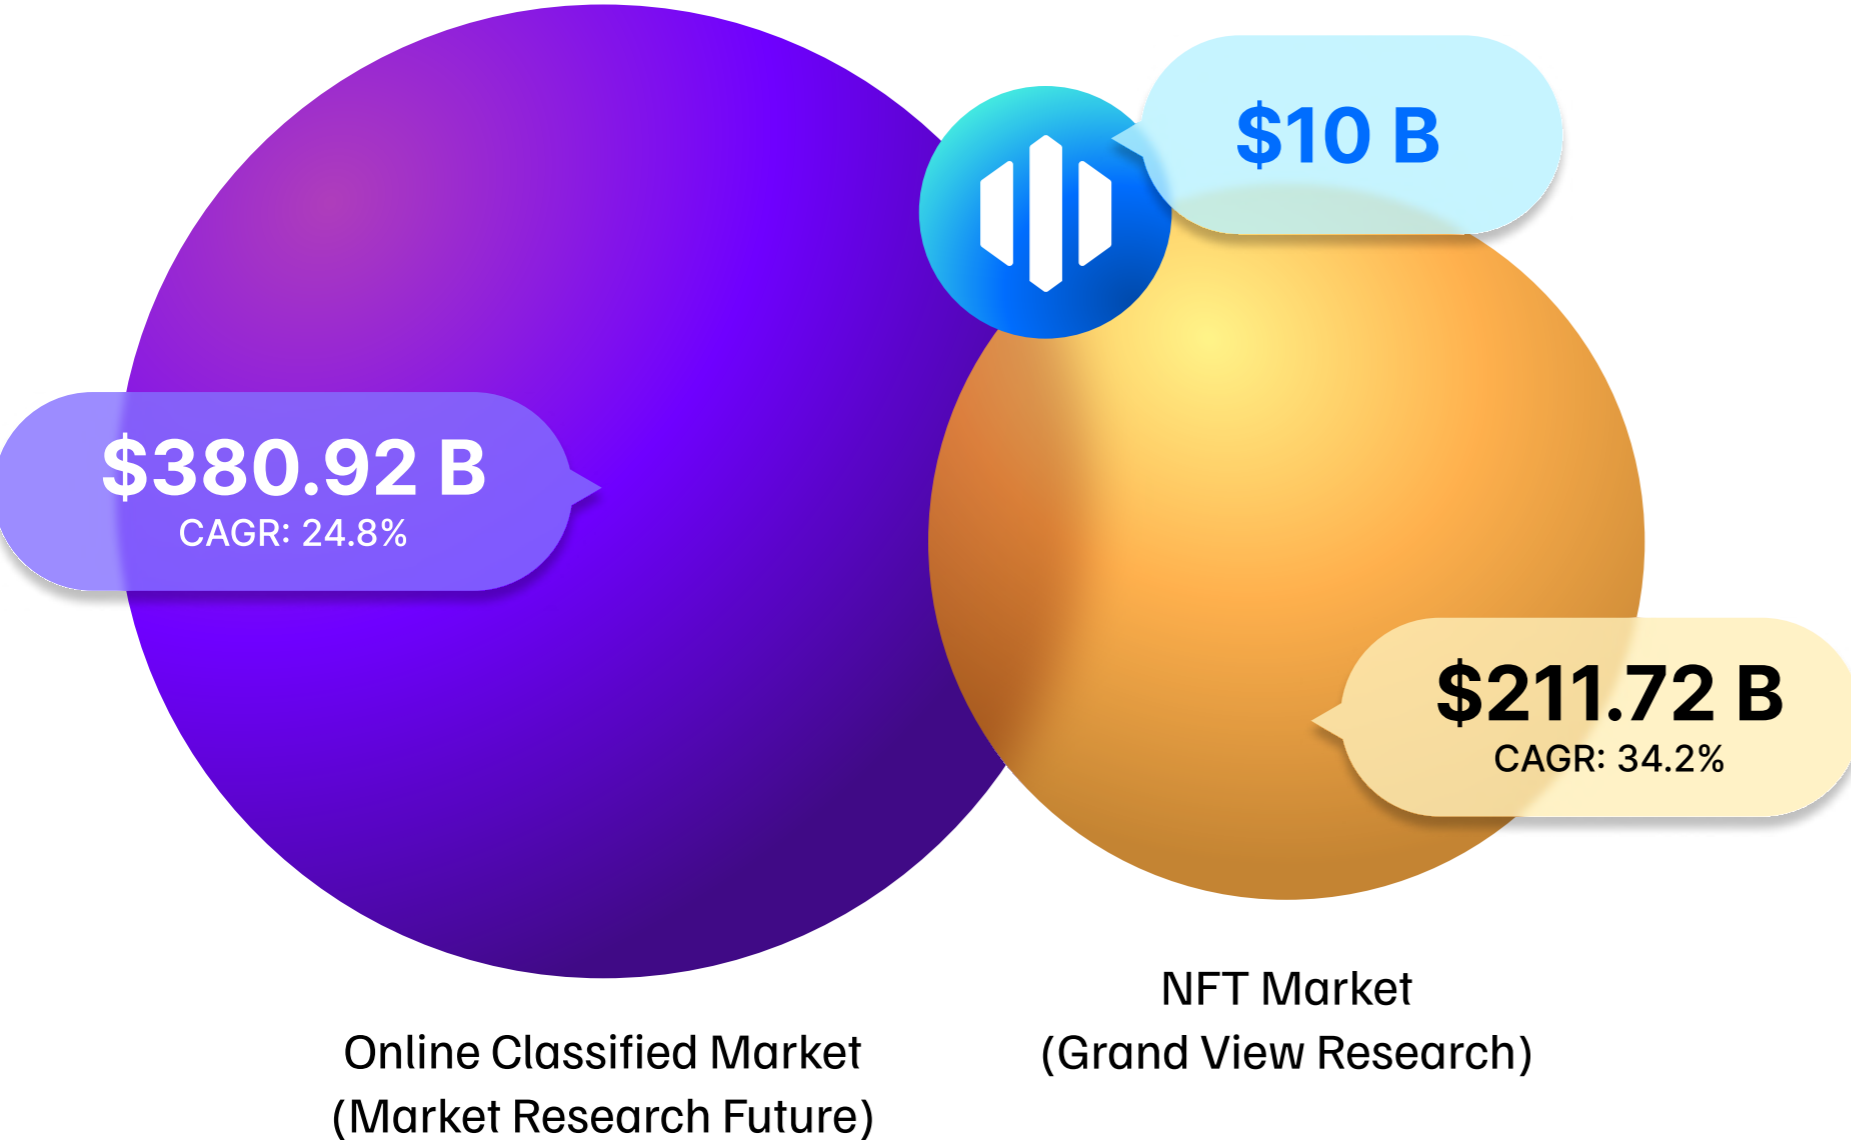 $10 B
$380.92 B
CAGR: 24.8%
$211.72 B
CAGR: 34.2%
NFT Market
(Grand View Research)
Online Classified Market
(Market Research Future)